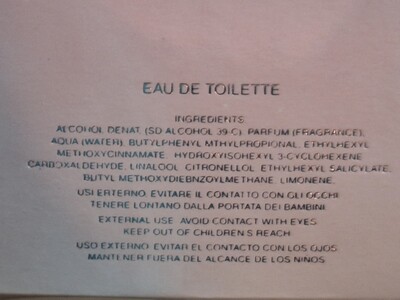 EAU DE TOILETTE
INGREDIENTS:
ALCOHOL DENAT. (SD ALCOHOL 39-C), PARFUM (FRAGRANCE),
AQUA (WATER), BUTYLPHENYL MTHYLPROPIONAL, ETHYLHEXYL
METHOXYCINNAMATE, HYDROXYISOHEXYL 3-CYCLOHEXENE
CARBOXALDEHYDE, LINALOOL, CITRONELLOL, ETHYLHEXYL SALICYLATE,
BUTYL METHOXYDIEBNZOYLMETHANE, LIMONENE.
USI ERTERNO. EVITARE IL CONTATTO CON GLI OCCHI
TENERE LONTANO DALLA PORTATA DEI BAMBINI
EXTERNAL USE. AVOID CONTACT WITH EYES
KEEP OUT OF CHILDREN'S REACH
USO EXTERNO. EVITAR EL CONTACTO CON LOS OJOS
MANTENER FUERA DEL ALCANCE DE LOS NINOS